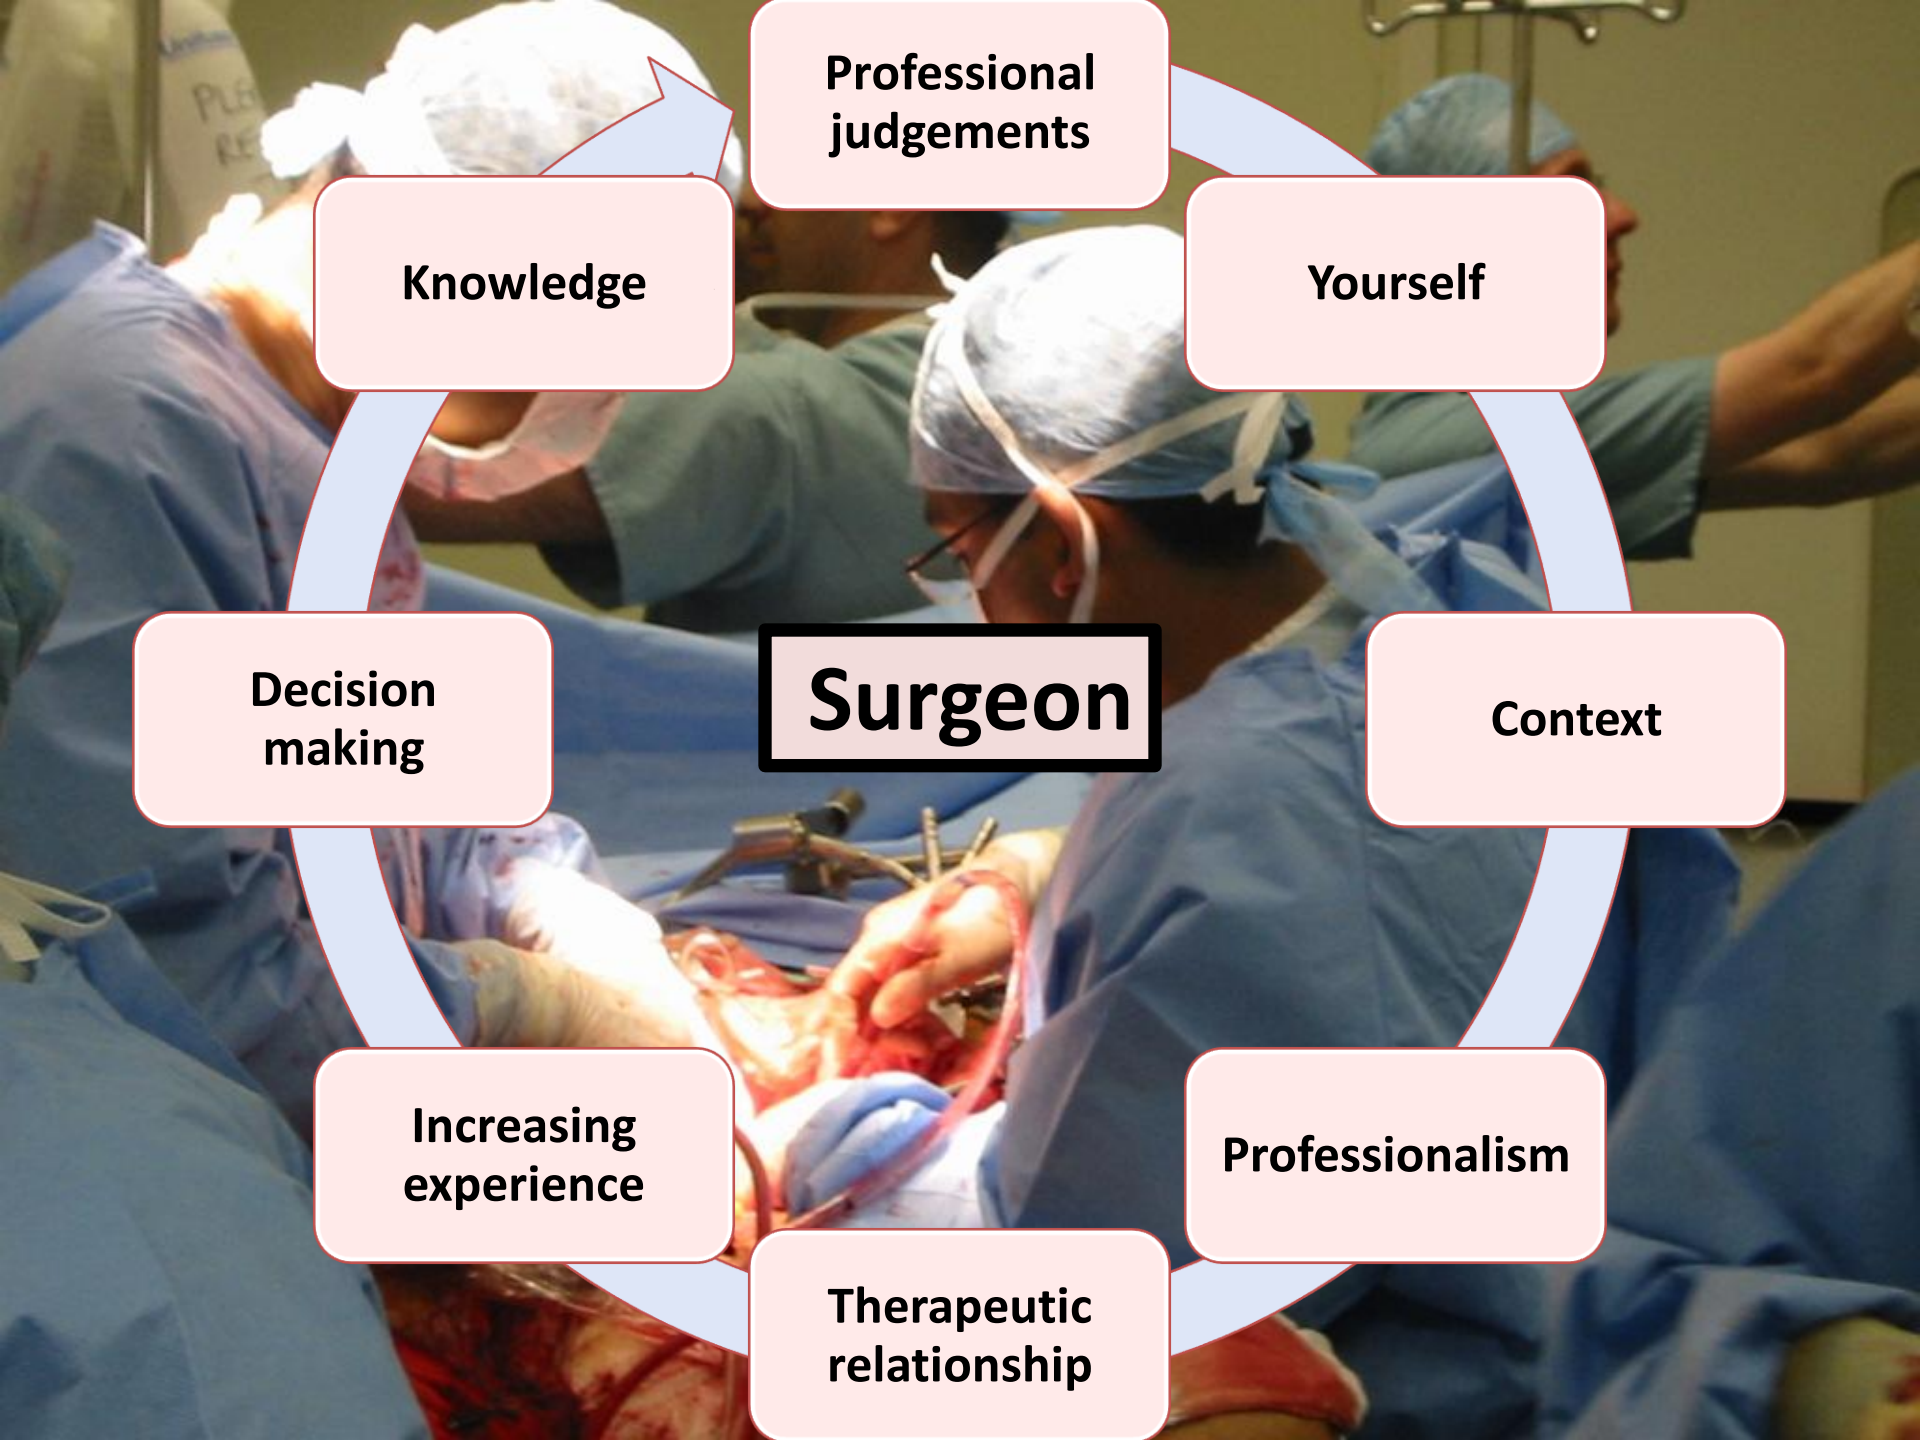 Professional
judgements
Yourself
Context
Professionalism
Therapeutic
relationship
Increasing
experience
Decision
making
Knowledge
Surgeon